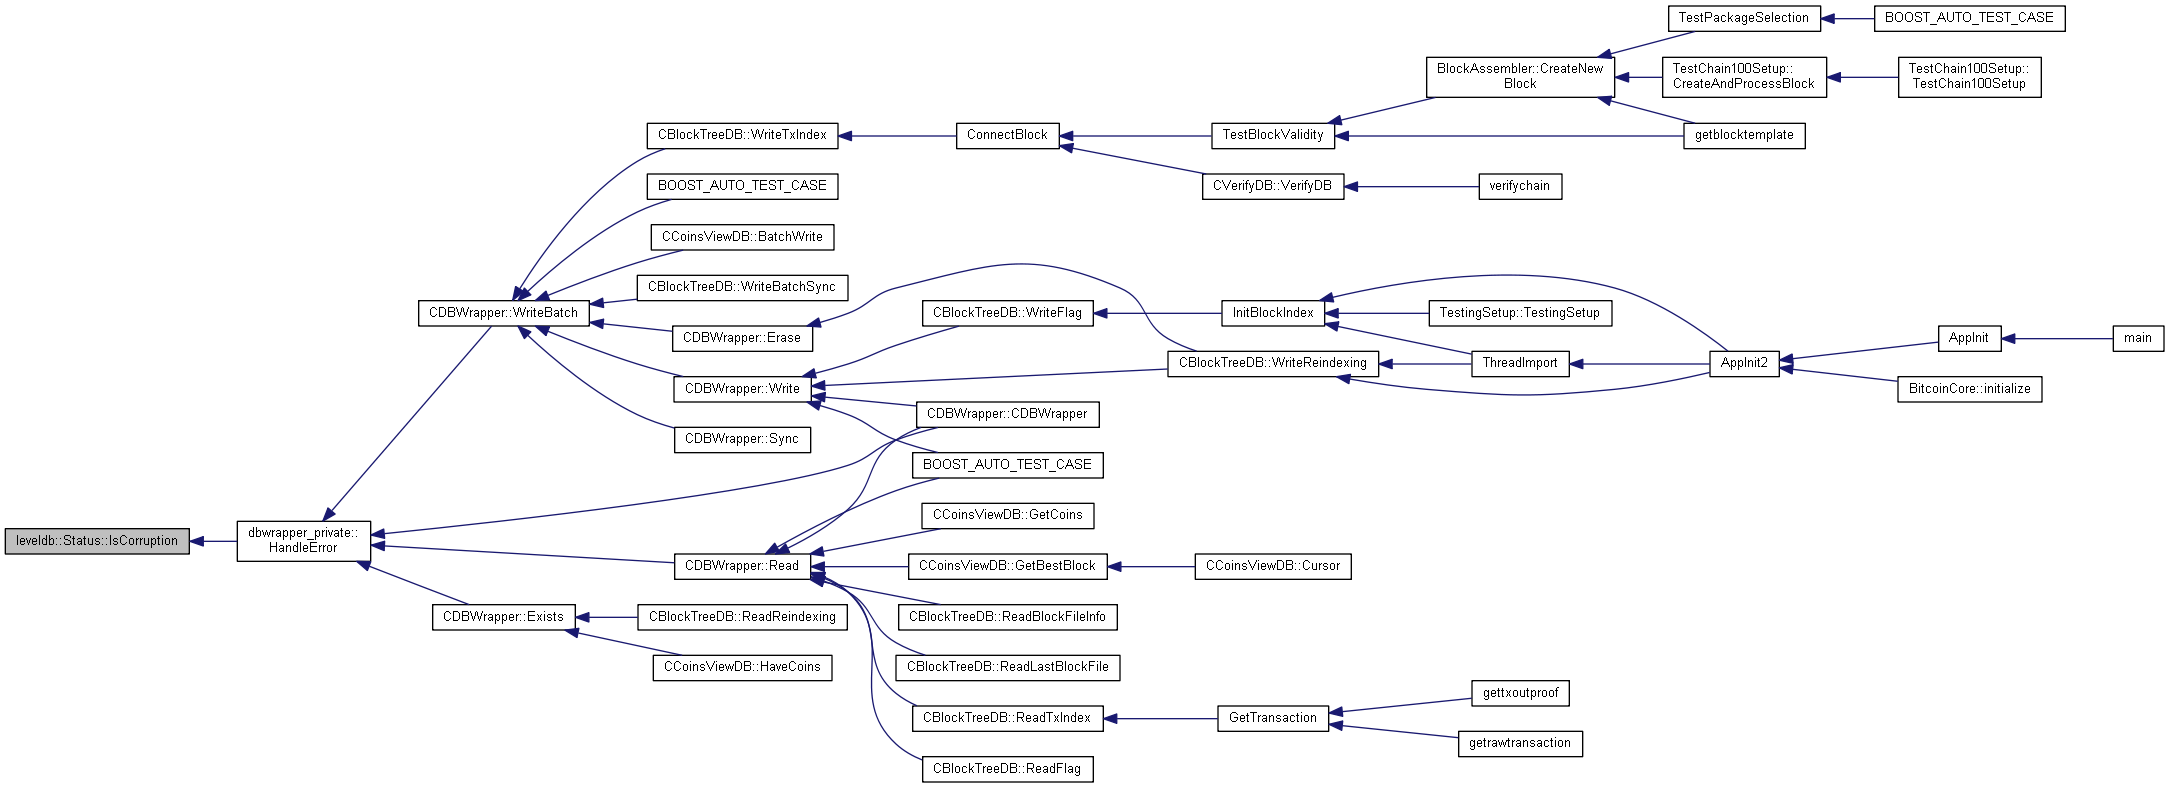 TestPackageSelection
BOOST_AUTO_TEST_CASE
BlockAssembler::CreateNew
Block
TestChain100Setup::
CreateAndProcessBlock
TestChain100Setup::
TestChain100Setup
CBlockTreeDB::WriteTxIndex
ConnectBlock
TestBlockValidity
getblocktemplate
BOOST_AUTO_TEST_CASE
CVerifyDB::VerifyDB
verifychain
CCoinsViewDB::BatchWrite
CBlockTreeDB::WriteBatchSync
CDBWrapper::WriteBatch
CBlockTreeDB::WriteFlag
InitBlockIndex
TestingSetup::TestingSetup
CDBWrapper::Erase
AppInit
main
CBlockTreeDB::WriteReindexing
ThreadImport
AppInit2
CDBWrapper::Write
BitcoinCore::initialize
CDBWrapper::CDBWrapper
CDBWrapper::Sync
BOOST_AUTO_TEST_CASE
CCoinsViewDB::GetCoins
leveldb::Status::IsCorruption
dbwrapper_private::
HandleError
CDBWrapper::Read
CCoinsViewDB::GetBestBlock
CCoinsViewDB::Cursor
CDBWrapper::Exists
CBlockTreeDB::ReadReindexing
CBlockTreeDB::ReadBlockFileInfo
CCoinsViewDB::HaveCoins
CBlockTreeDB::ReadLastBlockFile
gettxoutproof
CBlockTreeDB::ReadTxIndex
GetTransaction
getrawtransaction
CBlockTreeDB::ReadFlag